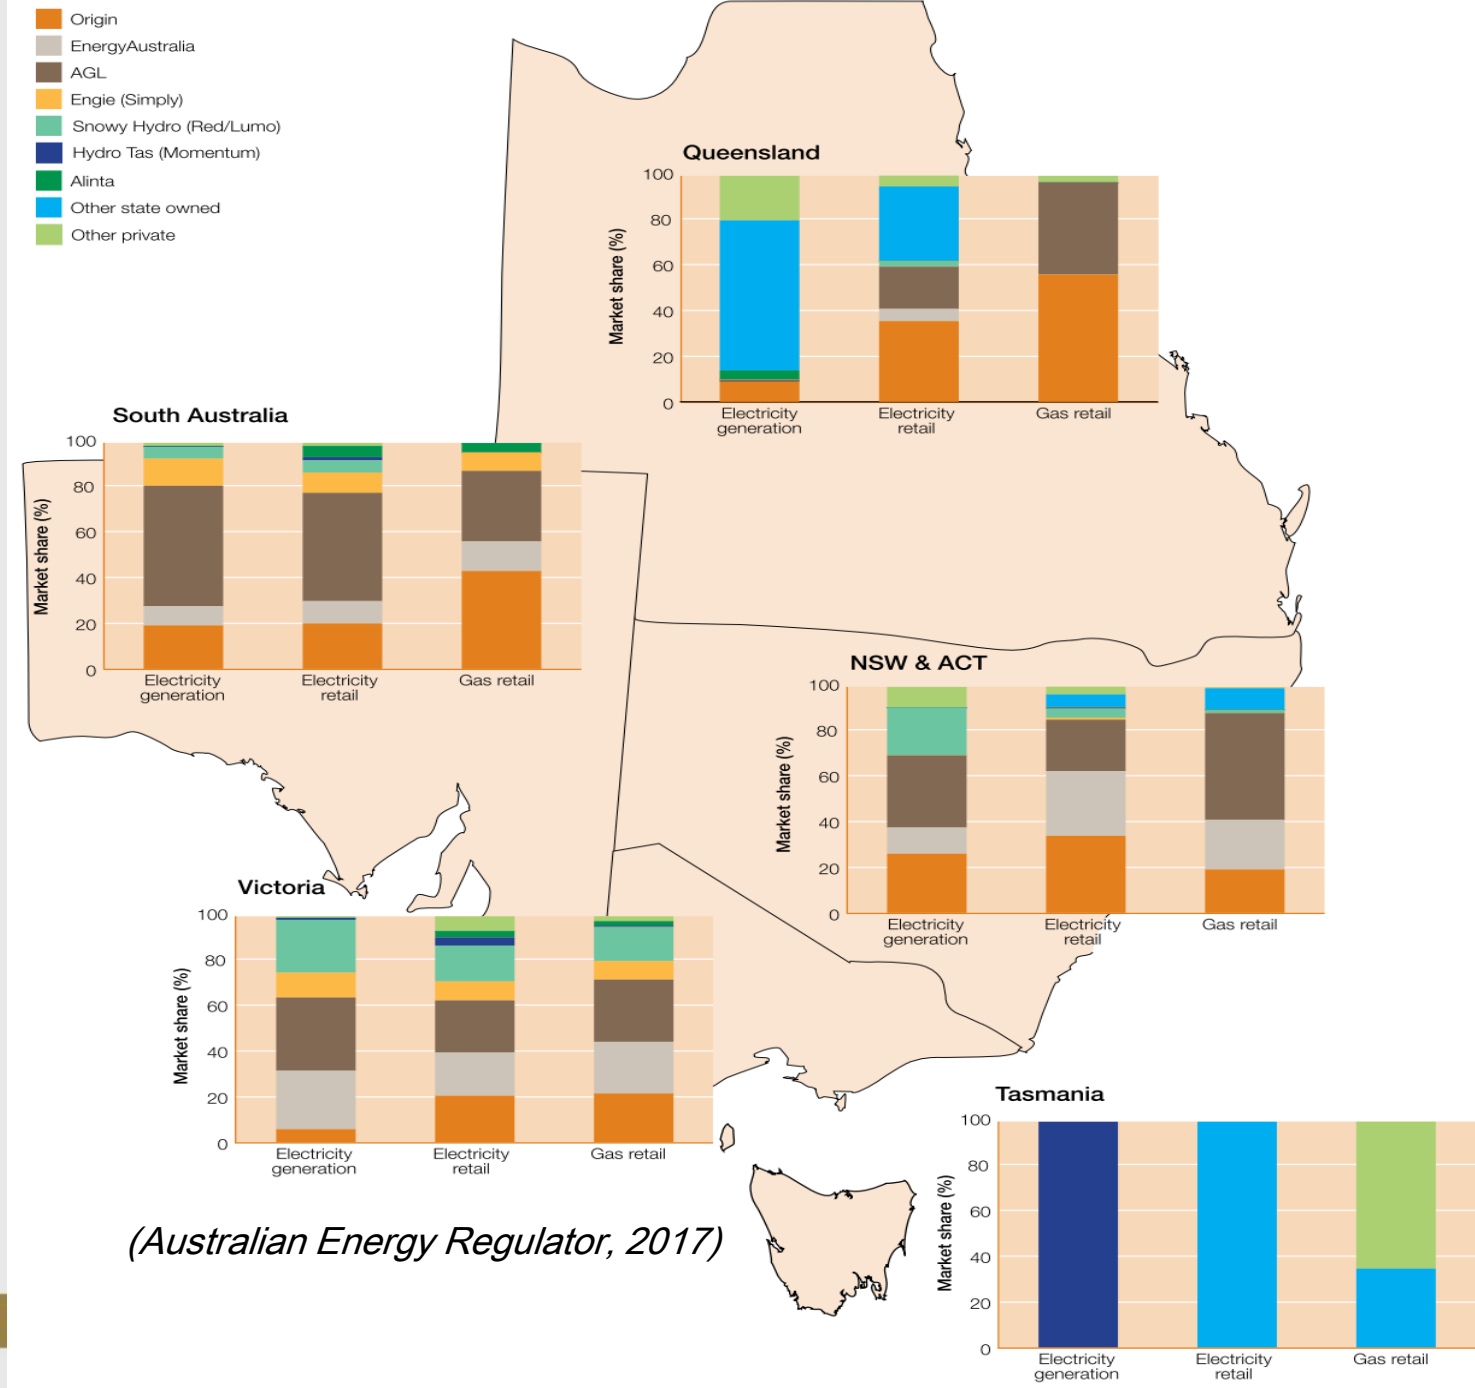 Origin
EnergyAustralia
AGL
Engie (Simply)
Snowy Hydro (Red/Lumo)
Hydro Tas (Momentum)
Alinta
Other state owned
Other private
Queensland
Market share (%)
100
80
60
40
20
0
Electricity
generation
Electricity
retail
Gas retail
South Australia
Market share (%)
100
80
60
40
20
0
Electricity
generation
Electricity
retail
Gas retail
NSW & ACT
Market share (%)
100
80
60
40
20
0
Electricity
generation
Electricity
retail
Gas retail
Victoria
Market share (%)
100
80
60
40
20
0
Electricity
generation
Electricity
retail
Gas retail
Tasmania
Market share (%)
100
80
60
40
20
0
Electricity
generation
Electricity
retail
Gas retail
(Australian Energy Regulator, 2017)